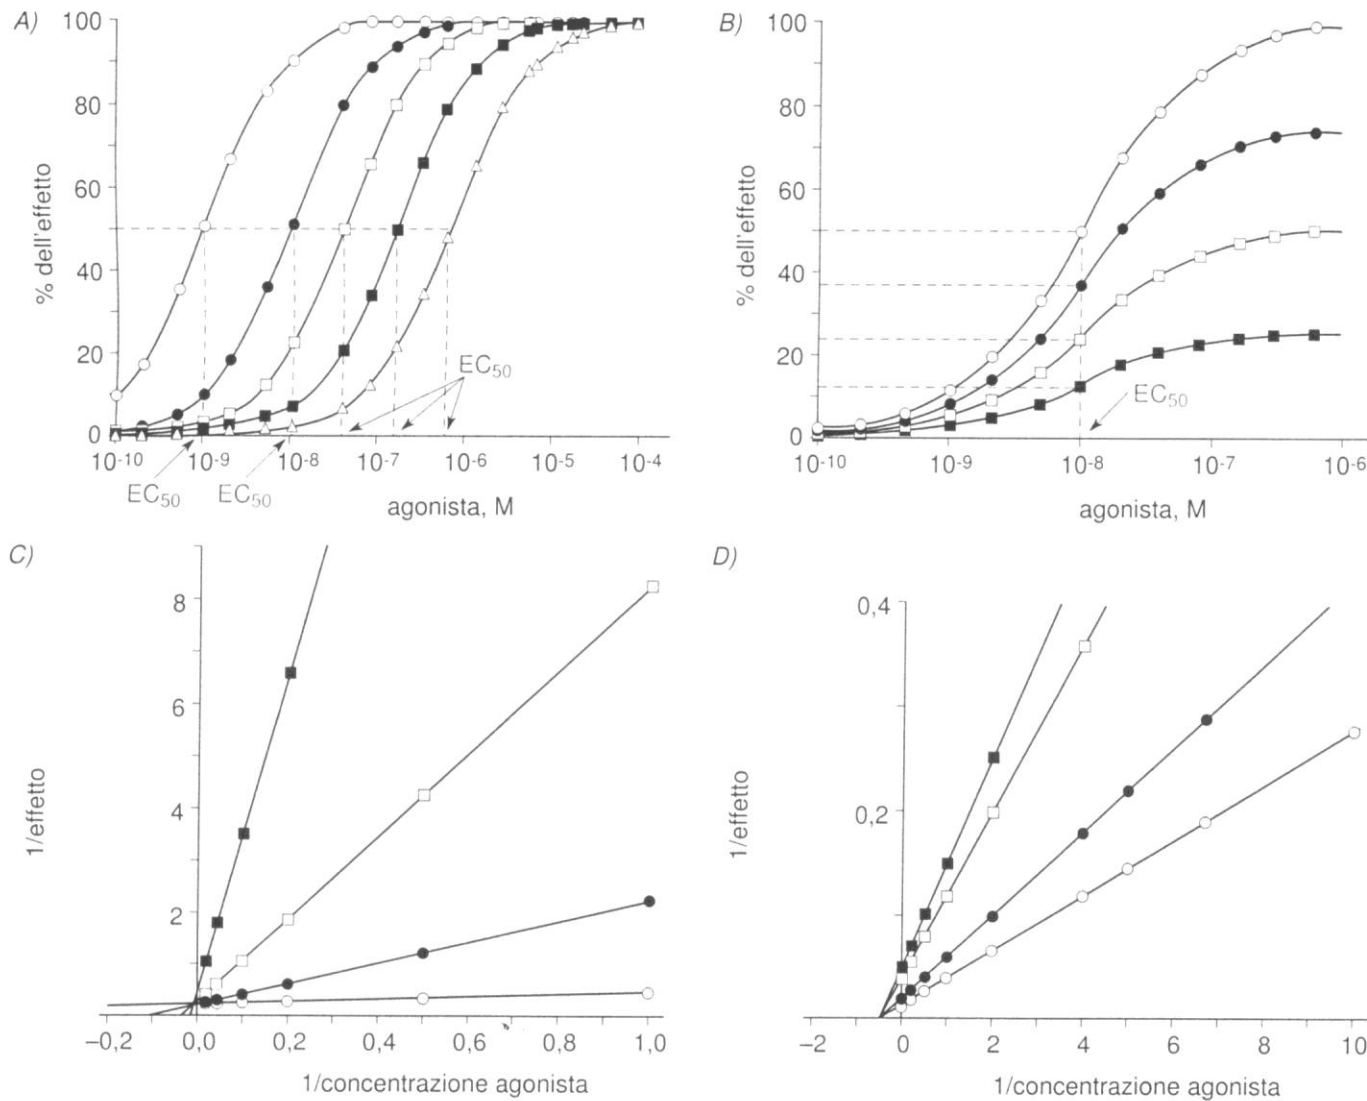 A)
100
80
60
40
20
0
% dell'effetto
10-10
10-9
10-8
10-7
10-6
10-5
10-4
EC50
EC50
EC50
agonista, M
B)
100
80
60
40
20
0
% dell'effetto
10-10
10-9
10-8
10-7
10-6
EC50
agonista, M
C)
8
6
4
2
1/effetto
–0,2
0,0
0,2
0,4
0,6
0,8
1,0
1/concentrazione agonista
D)
0,4
0,2
1/effetto
–2
0
2
4
6
8
10
1/concentrazione agonista